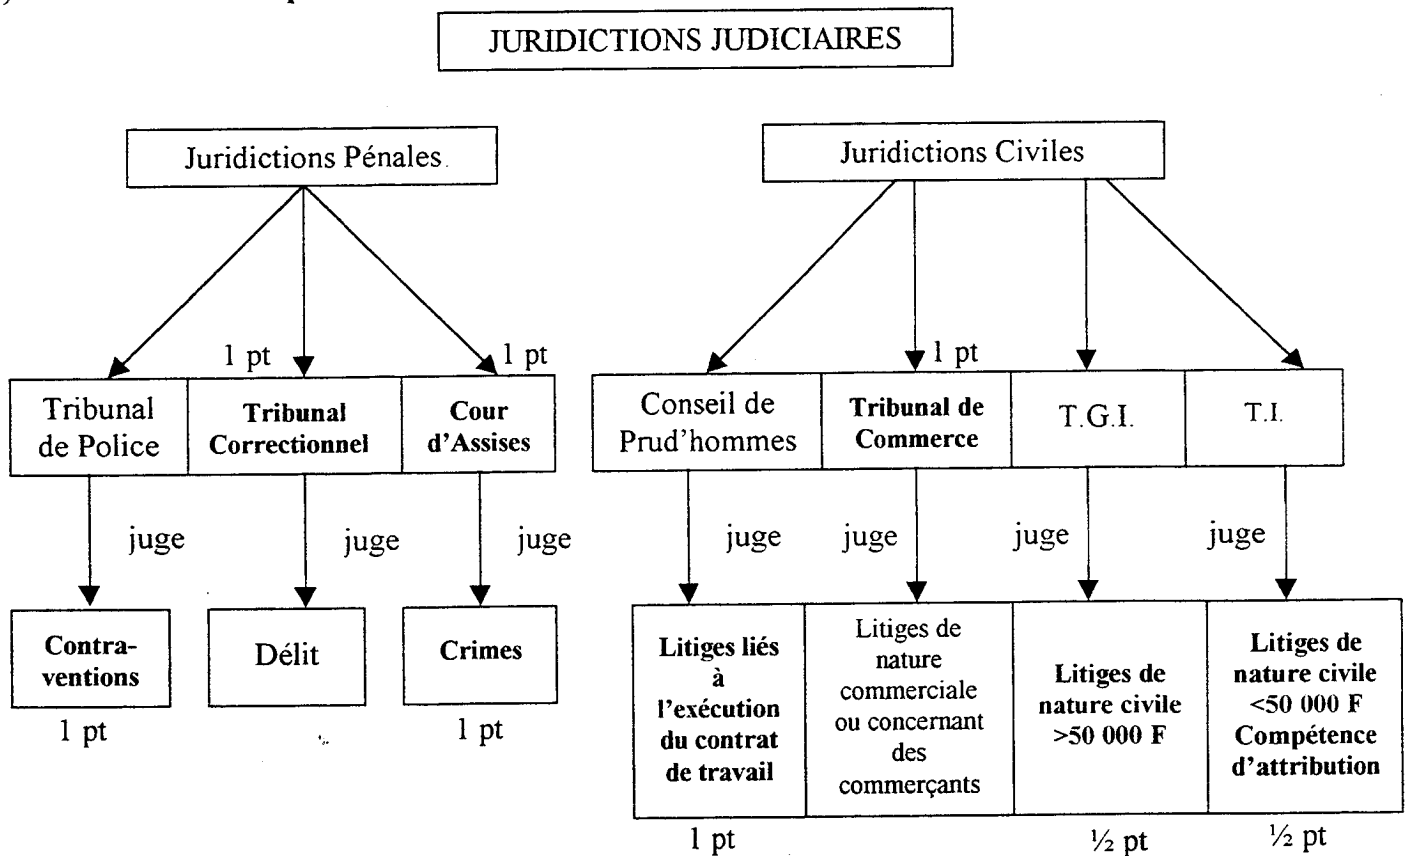 JURIDICTIONS JUDICIAIRES
Juridictions Pénales
Juridictions Civiles
1 pt
1 pt
1 pt
Tribunal
de Police
Tribunal
Correctionnel
Cour
d'Assises
Conseil de
Prud'hommes
Tribunal de
Commerce
T.G.I.
T.I.
juge
juge
juge
juge
juge
juge
juge
Contra-
ventions
Délit
Crimes
Litiges liés
à
l'exécution
du contrat
de travail
Litiges de
nature
commerciale
ou concernant
des
commerçants
Litiges de
nature civile
>50 000 F
Litiges de
nature civile
<50 000 F
Compétence
d'attribution
1 pt
1 pt
1 pt
½ pt
½ pt